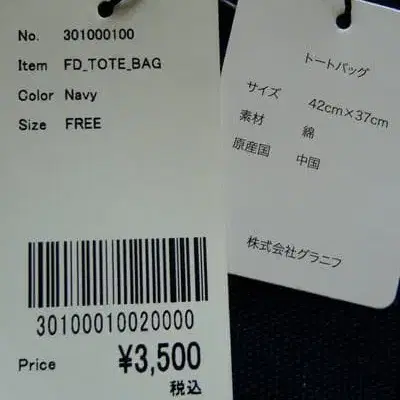 No. 301000100
Item FD_TOTE_BAG
Color Navy
Size FREE
30100010020000
Price ¥3,500
税込
トートバッグ
サイズ 42cm×37cm
素材 綿
原産国 中国
株式会社グラニフ